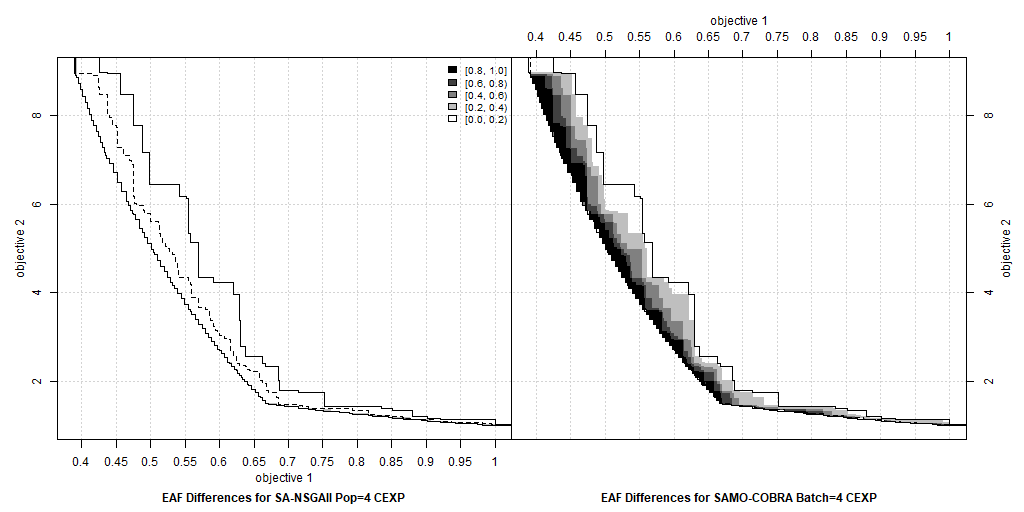 objective 1
0.4 0.45 0.5 0.55 0.6 0.65 0.7 0.75 0.8 0.85 0.9 0.95 1
[0.8, 1.0]
[0.6, 0.8)
[0.4, 0.6)
[0.2, 0.4)
[0.0, 0.2)
8
6
4
2
objective 2
8
6
4
2
objective 2
0.4 0.45 0.5 0.55 0.6 0.65 0.7 0.75 0.8 0.85 0.9 0.95 1
objective 1
EAF Differences for SA-NSGAII Pop=4 CEXP
EAF Differences for SAMO-COBRA Batch=4 CEXP